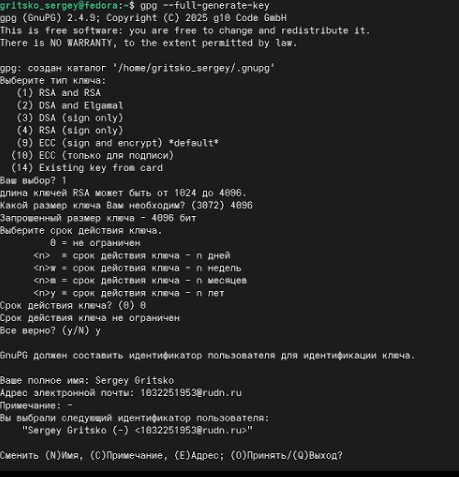 gritsko_sergey@fedora:~$ gpg --full-generate-key
gpg (GnuPG) 2.4.9; Copyright (C) 2025 g10 Code GmbH
This is free software: you are free to change and redistribute it.
There is NO WARRANTY, to the extent permitted by law.
gpg: создан каталог '/home/gritsko_sergey/.gnupg'
Выберите тип ключа:
(1) RSA and RSA
(2) DSA and Elgamal
(3) DSA (sign only)
(4) RSA (sign only)
(9) ECC (sign and encrypt) *default*
(10) ECC (только для подписи)
(14) Existing key from card
Ваш выбор? 1
длина ключей RSA может быть от 1024 до 4096.
Какой размер ключа Вам необходим? (3072) 4096
Запрошенный размер ключа - 4096 бит
Выберите срок действия ключа.
0 = не ограничен
<n> = срок действия ключа - n дней
<n>w = срок действия ключа - n недель
<n>m = срок действия ключа - n месяцев
<n>y = срок действия ключа - n лет
Срок действия ключа? (0) 0
Срок действия ключа не ограничен
Все верно? (y/N) y
GnuPG должен составить идентификатор пользователя для идентификации ключа.
Ваше полное имя: Sergey Gritsko
Адрес электронной почты: 1032251953@rudn.ru
Примечание: -
Вы выбрали следующий идентификатор пользователя:
"Sergey Gritsko (-) <1032251953@rudn.ru>"
Сменить (N)Имя, (C)Примечание, (E)Адрес; (O)Принять/(Q)Выход?